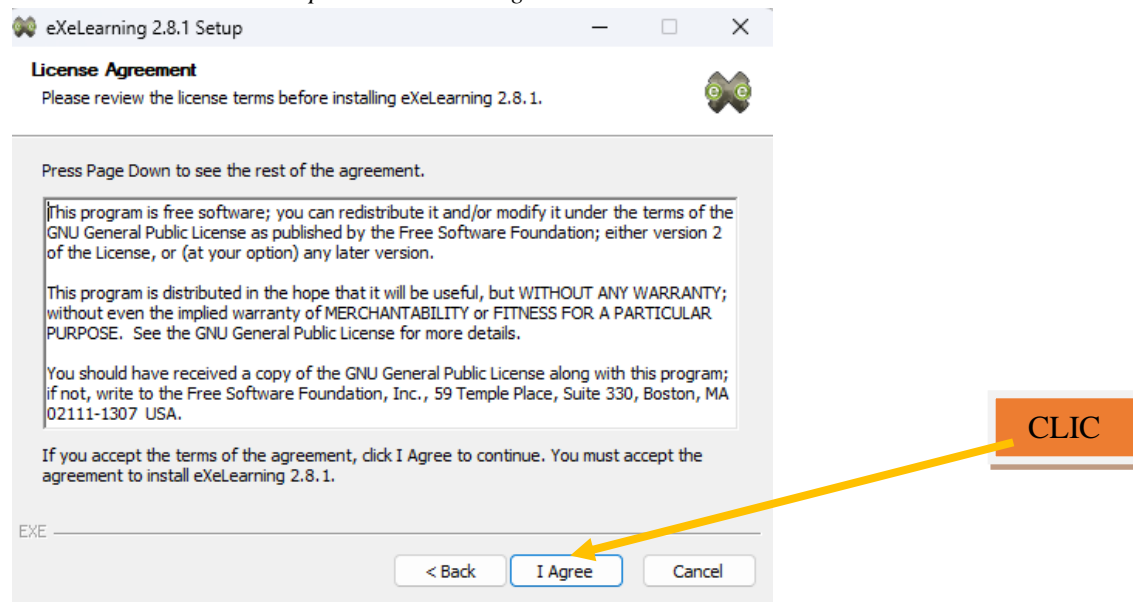 eXeLearning 2.8.1 Setup
License Agreement
Please review the license terms before installing eXeLearning 2.8.1.
Press Page Down to see the rest of the agreement.
This program is free software; you can redistribute it and/or modify it under the terms of the
GNU General Public License as published by the Free Software Foundation; either version 2
of the License, or (at your option) any later version.
This program is distributed in the hope that it will be useful, but WITHOUT ANY WARRANTY;
without even the implied warranty of MERCHANTABILITY or FITNESS FOR A PARTICULAR
PURPOSE.  See the GNU General Public License for more details.
You should have received a copy of the GNU General Public License along with this program;
if not, write to the Free Software Foundation, Inc., 59 Temple Place, Suite 330, Boston, MA
02111-1307 USA.
CLIC
If you accept the terms of the agreement, click I Agree to continue. You must accept the
agreement to install eXeLearning 2.8.1.
EXE
< Back
I Agree
Cancel